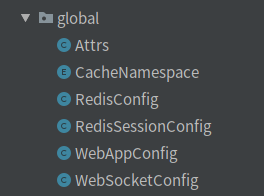 global
C Attrs
E CacheNamespace
C RedisConfig
C RedisSessionConfig
C WebAppConfig
C WebSocketConfig